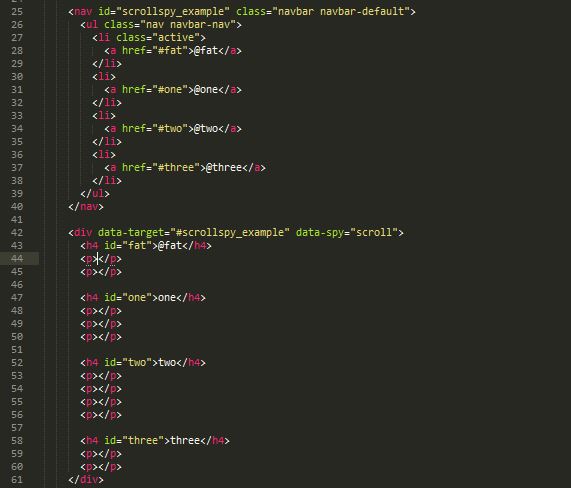 25 <nav id="scrollspy_example" class="navbar navbar-default">
26 <ul class="nav navbar-nav">
27 <li class="active">
28 <a href="#fat">@fat</a>
29 </li>
30 <li>
31 <a href="#one">@one</a>
32 </li>
33 <li>
34 <a href="#two">@two</a>
35 </li>
36 <li>
37 <a href="#three">@three</a>
38 </li>
39 </ul>
40 </nav>
41
42 <div data-target="#scrollspy_example" data-spy="scroll">
43 <h4 id="fat">@fat</h4>
44 <p></p>
45 <p></p>
46
47 <h4 id="one">one</h4>
48 <p></p>
49 <p></p>
50 <p></p>
51
52 <h4 id="two">two</h4>
53 <p></p>
54 <p></p>
55 <p></p>
56 <p></p>
57
58 <h4 id="three">three</h4>
59 <p></p>
60 <p></p>
61 </div>